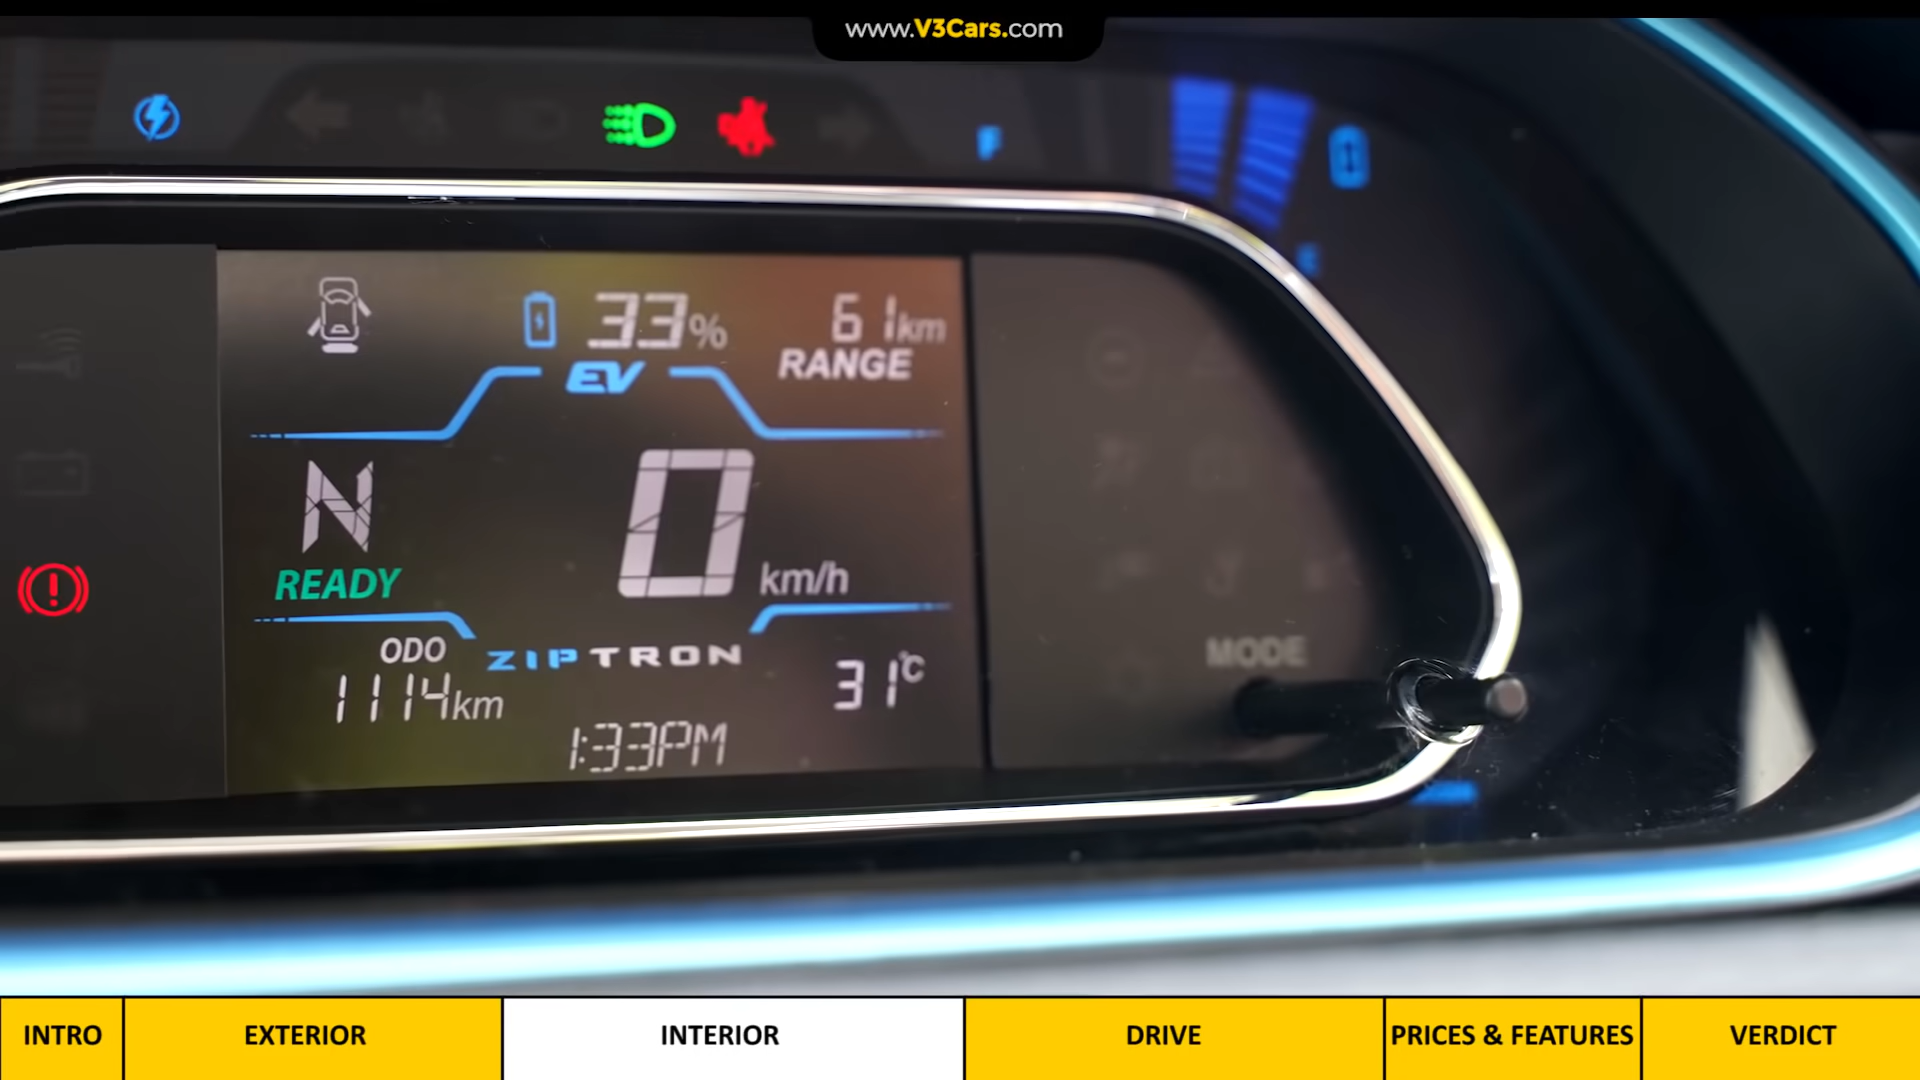 www.V3Cars.com
F
33% 61km
RANGE
EV
N
0 km/h
READY
ODO
ZIPTRON
1114km
31°C
1:33PM
MODE
INTRO
EXTERIOR
INTERIOR
DRIVE
PRICES & FEATURES
VERDICT